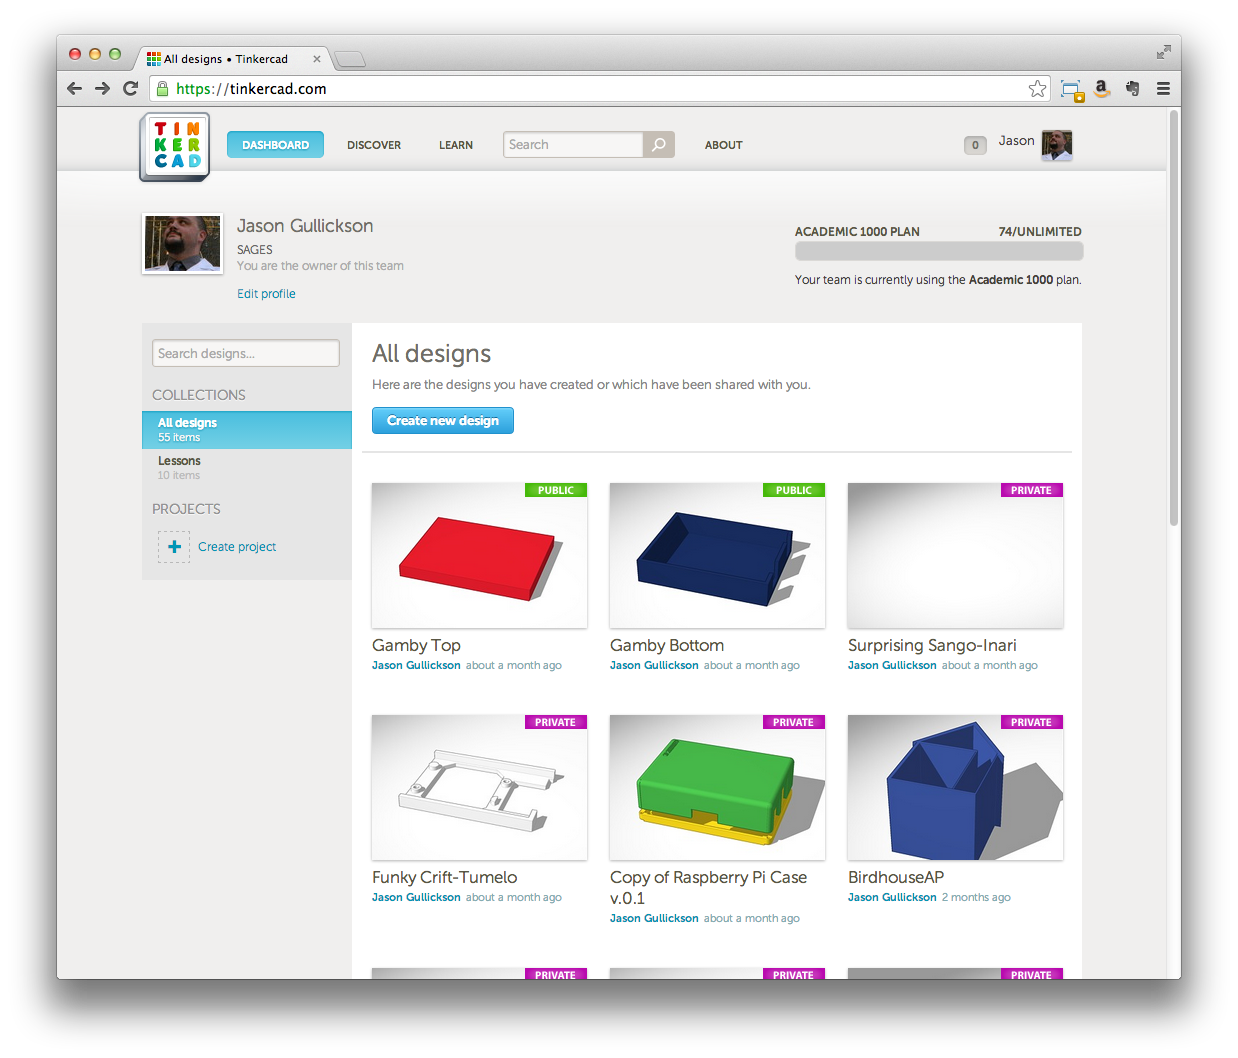 All designs • Tinkercad
https://tinkercad.com
TIN
KER
CAD
DASHBOARD
DISCOVER
LEARN
Search
ABOUT
0
Jason
Jason Gullickson
SAGES
You are the owner of this team
Edit profile
ACADEMIC 1000 PLAN
74/UNLIMITED
Your team is currently using the Academic 1000 plan.
Search designs...
COLLECTIONS
All designs
55 items
Lessons
10 items
PROJECTS
Create project
All designs
Here are the designs you have created or which have been shared with you.
Create new design
PUBLIC
Gamby Top
Jason Gullickson about a month ago
PUBLIC
Gamby Bottom
Jason Gullickson about a month ago
PRIVATE
Surprising Sango-Inari
Jason Gullickson about a month ago
PRIVATE
Funky Crift-Tumelo
Jason Gullickson about a month ago
PRIVATE
Copy of Raspberry Pi Case
v.0.1
Jason Gullickson about a month ago
PRIVATE
BirdhouseAP
Jason Gullickson 2 months ago
PRIVATE
PRIVATE
PRIVATE